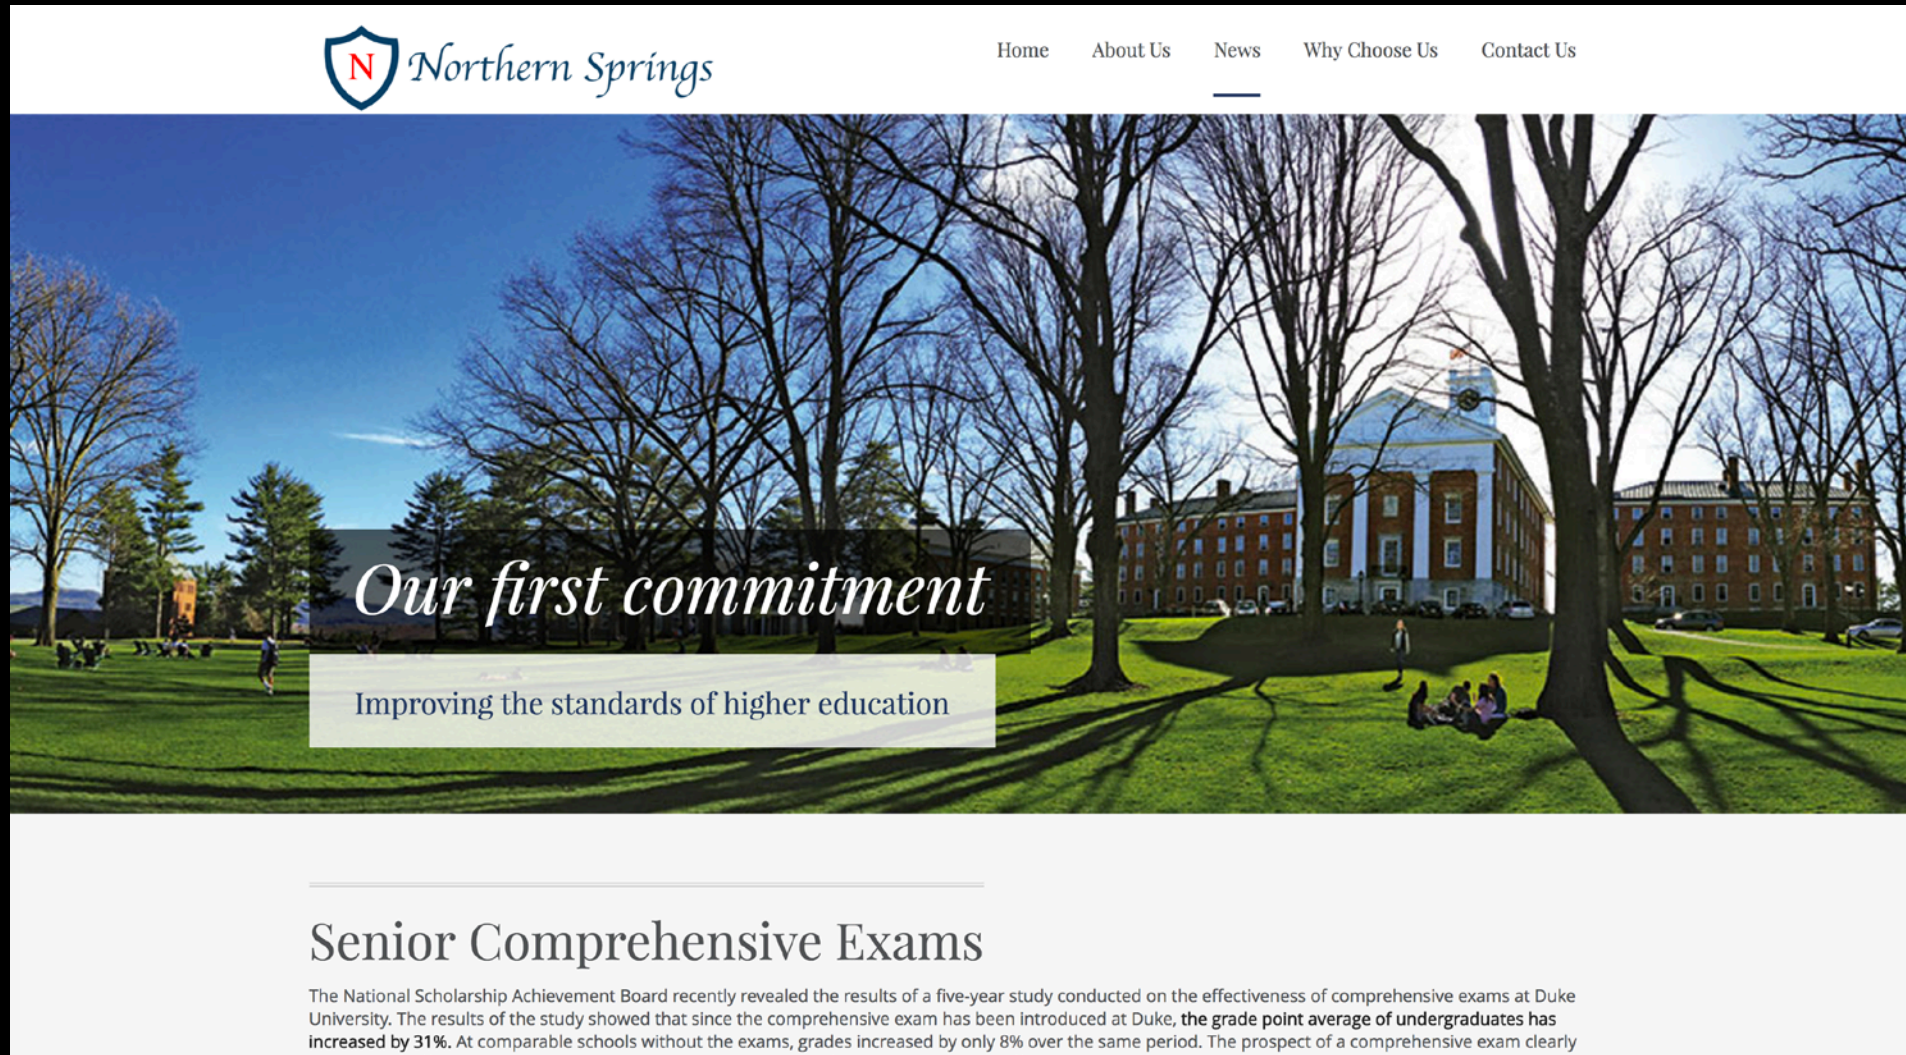 N Northern Springs
Home About Us News Why Choose Us Contact Us
Our first commitment
Improving the standards of higher education
Senior Comprehensive Exams
The National Scholarship Achievement Board recently revealed the results of a five-year study conducted on the effectiveness of comprehensive exams at Duke
University. The results of the study showed that since the comprehensive exam has been introduced at Duke, the grade point average of undergraduates has
increased by 31%. At comparable schools without the exams, grades increased by only 8% over the same period. The prospect of a comprehensive exam clearly